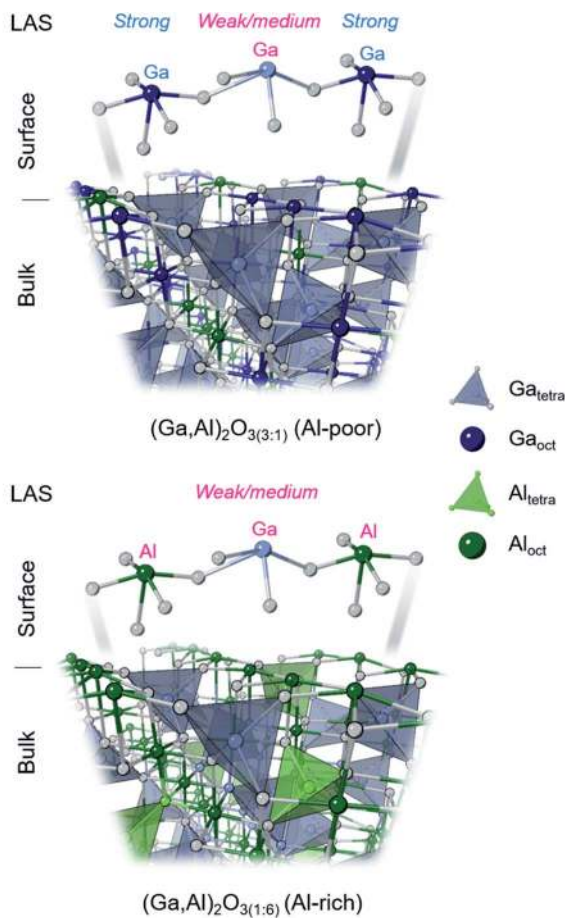 LAS
Strong
Weak/medium
Strong
Ga
Ga
Ga
Surface
Bulk
(Ga,Al)₂O₃₍₃:₁₎ (Al-poor)
Ga_tetra
Ga_oct
Al_tetra
Al_oct
LAS
Weak/medium
Al
Ga
Al
Surface
Bulk
(Ga,Al)₂O₃₍₁:₆₎ (Al-rich)